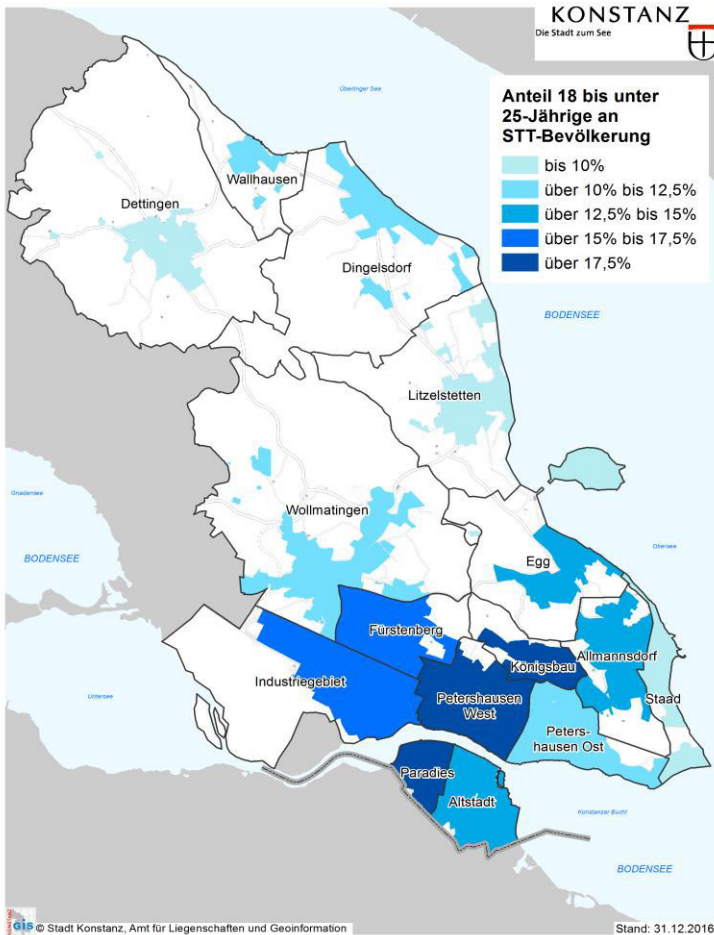 KONSTANZ
Die Stadt zum See
Anteil 18 bis unter
25-Jährige an
STT-Bevölkerung
bis 10%
über 10% bis 12,5%
über 12,5% bis 15%
über 15% bis 17,5%
über 17,5%
Überlinger See
Wallhausen
Dettingen
Dingelsdorf
BODENSEE
Litzelstetten
Gnadensee
Wollmatingen
BODENSEE
Egg
Obersee
Fürstenberg
Königsbau
Allmannsdorf
Industriegebiet
Petershausen
West
Staad
Untersee
Peters-
hausen Ost
Paradies
Altstadt
Konstanzer Bucht
BODENSEE
KONSTANZ
GIS © Stadt Konstanz, Amt für Liegenschaften und Geoinformation
Stand: 31.12.2016